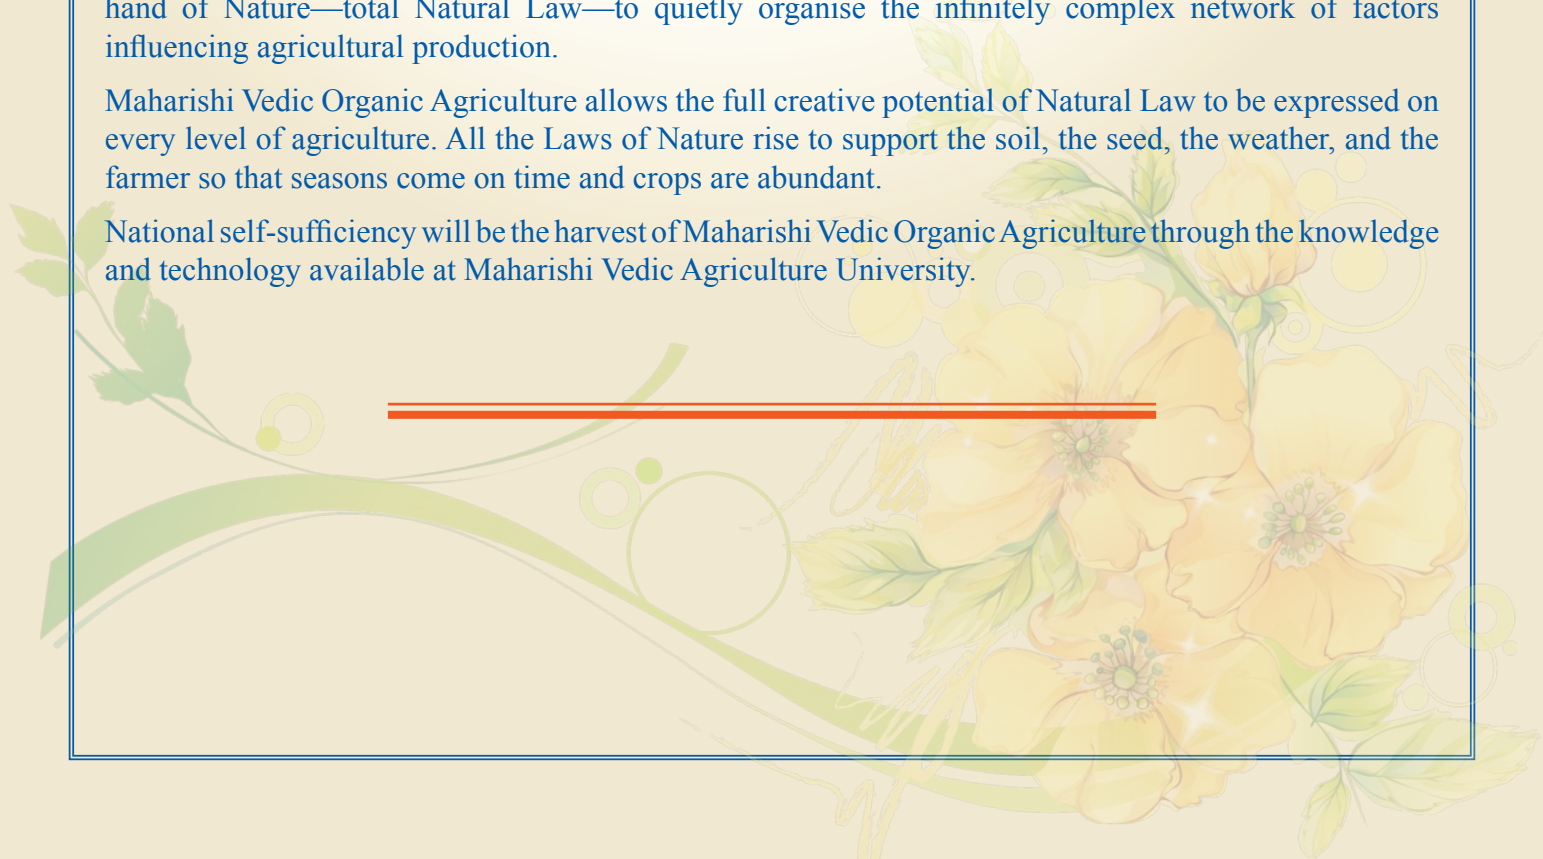 hand of Nature—total Natural Law—to quietly organise the infinitely complex network of factors
influencing agricultural production.
Maharishi Vedic Organic Agriculture allows the full creative potential of Natural Law to be expressed on
every level of agriculture. All the Laws of Nature rise to support the soil, the seed, the weather, and the
farmer so that seasons come on time and crops are abundant.
National self-sufficiency will be the harvest of Maharishi Vedic Organic Agriculture through the knowledge
and technology available at Maharishi Vedic Agriculture University.